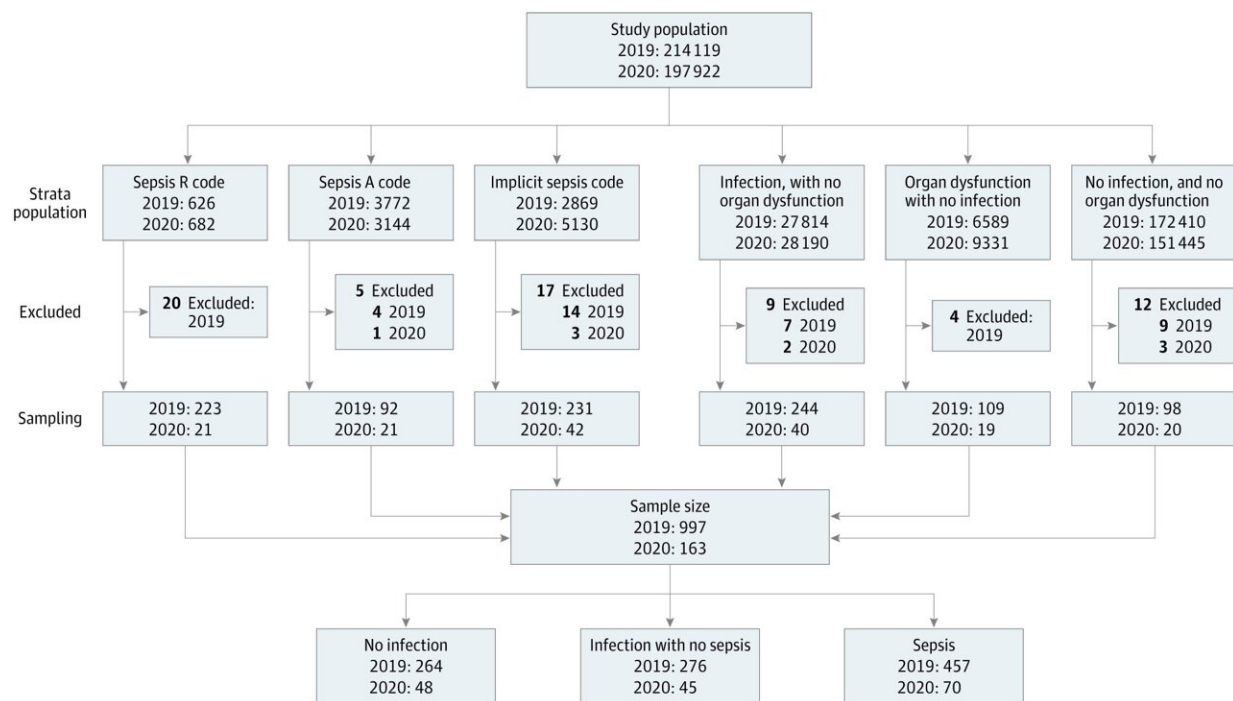 Study population
2019: 214 119
2020: 197 922
Strata
population
Sepsis R code
2019: 626
2020: 682
Sepsis A code
2019: 3772
2020: 3144
Implicit sepsis code
2019: 2869
2020: 5130
Infection, with no
organ dysfunction
2019: 27 814
2020: 28 190
Organ dysfunction
with no infection
2019: 6589
2020: 9331
No infection, and no
organ dysfunction
2019: 172 410
2020: 151 445
Excluded
20 Excluded:
2019
5 Excluded
4 2019
1 2020
17 Excluded
14 2019
3 2020
9 Excluded
7 2019
2 2020
4 Excluded:
2019
12 Excluded
9 2019
3 2020
Sampling
2019: 223
2020: 21
2019: 92
2020: 21
2019: 231
2020: 42
2019: 244
2020: 40
2019: 109
2020: 19
2019: 98
2020: 20
Sample size
2019: 997
2020: 163
No infection
2019: 264
2020: 48
Infection with no sepsis
2019: 276
2020: 45
Sepsis
2019: 457
2020: 70